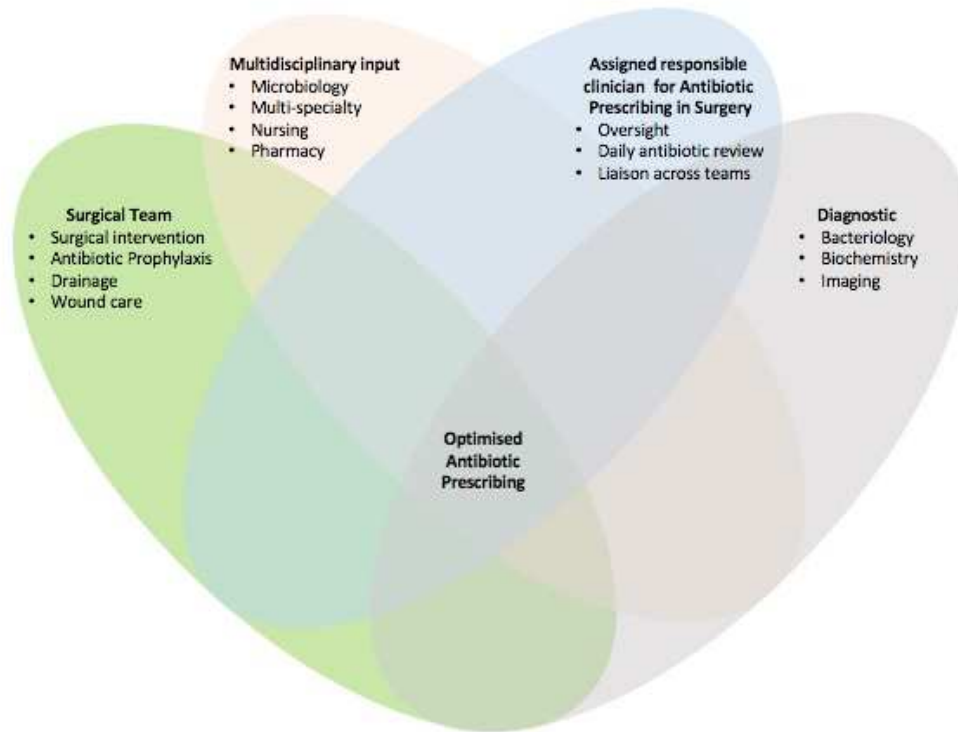 Multidisciplinary input
• Microbiology
• Multi-specialty
• Nursing
• Pharmacy
Assigned responsible
clinician for Antibiotic
Prescribing in Surgery
• Oversight
• Daily antibiotic review
• Liaison across teams
Surgical Team
• Surgical intervention
• Antibiotic Prophylaxis
• Drainage
• Wound care
Diagnostic
• Bacteriology
• Biochemistry
• Imaging
Optimised
Antibiotic
Prescribing